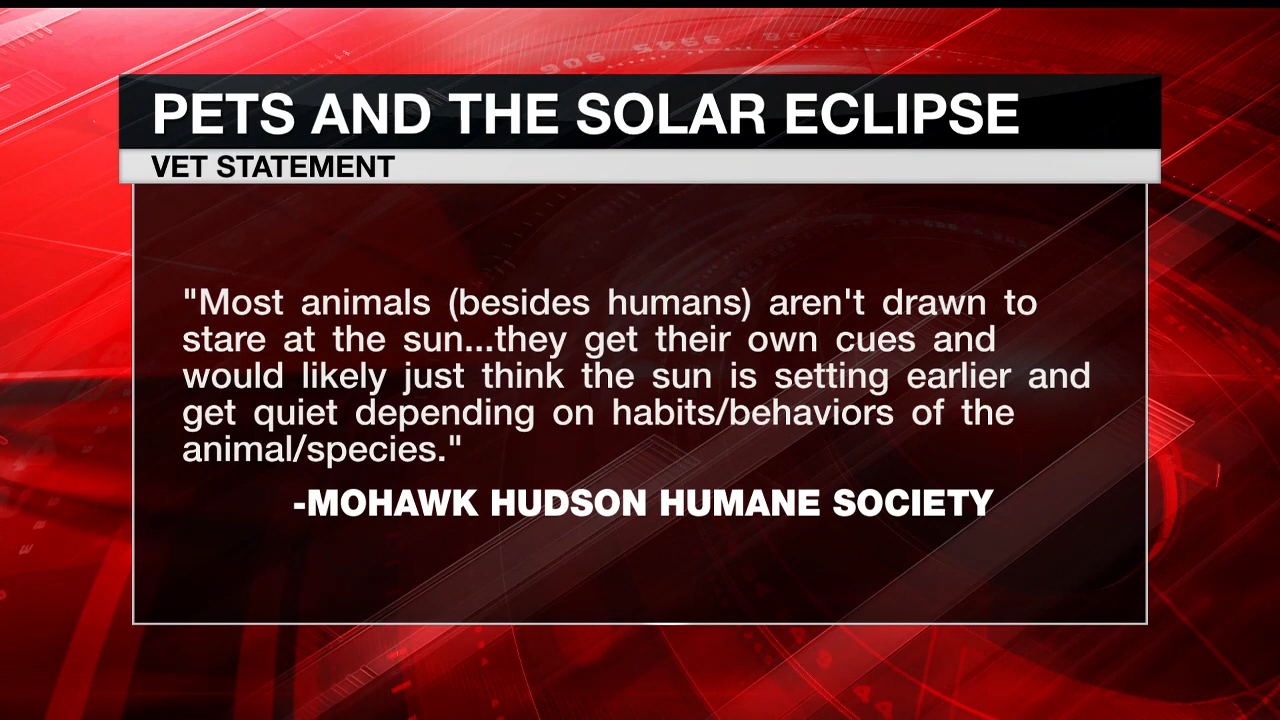 PETS AND THE SOLAR ECLIPSE
VET STATEMENT
"Most animals (besides humans) aren't drawn to
stare at the sun...they get their own cues and
would likely just think the sun is setting earlier and
get quiet depending on habits/behaviors of the
animal/species."
-MOHAWK HUDSON HUMANE SOCIETY